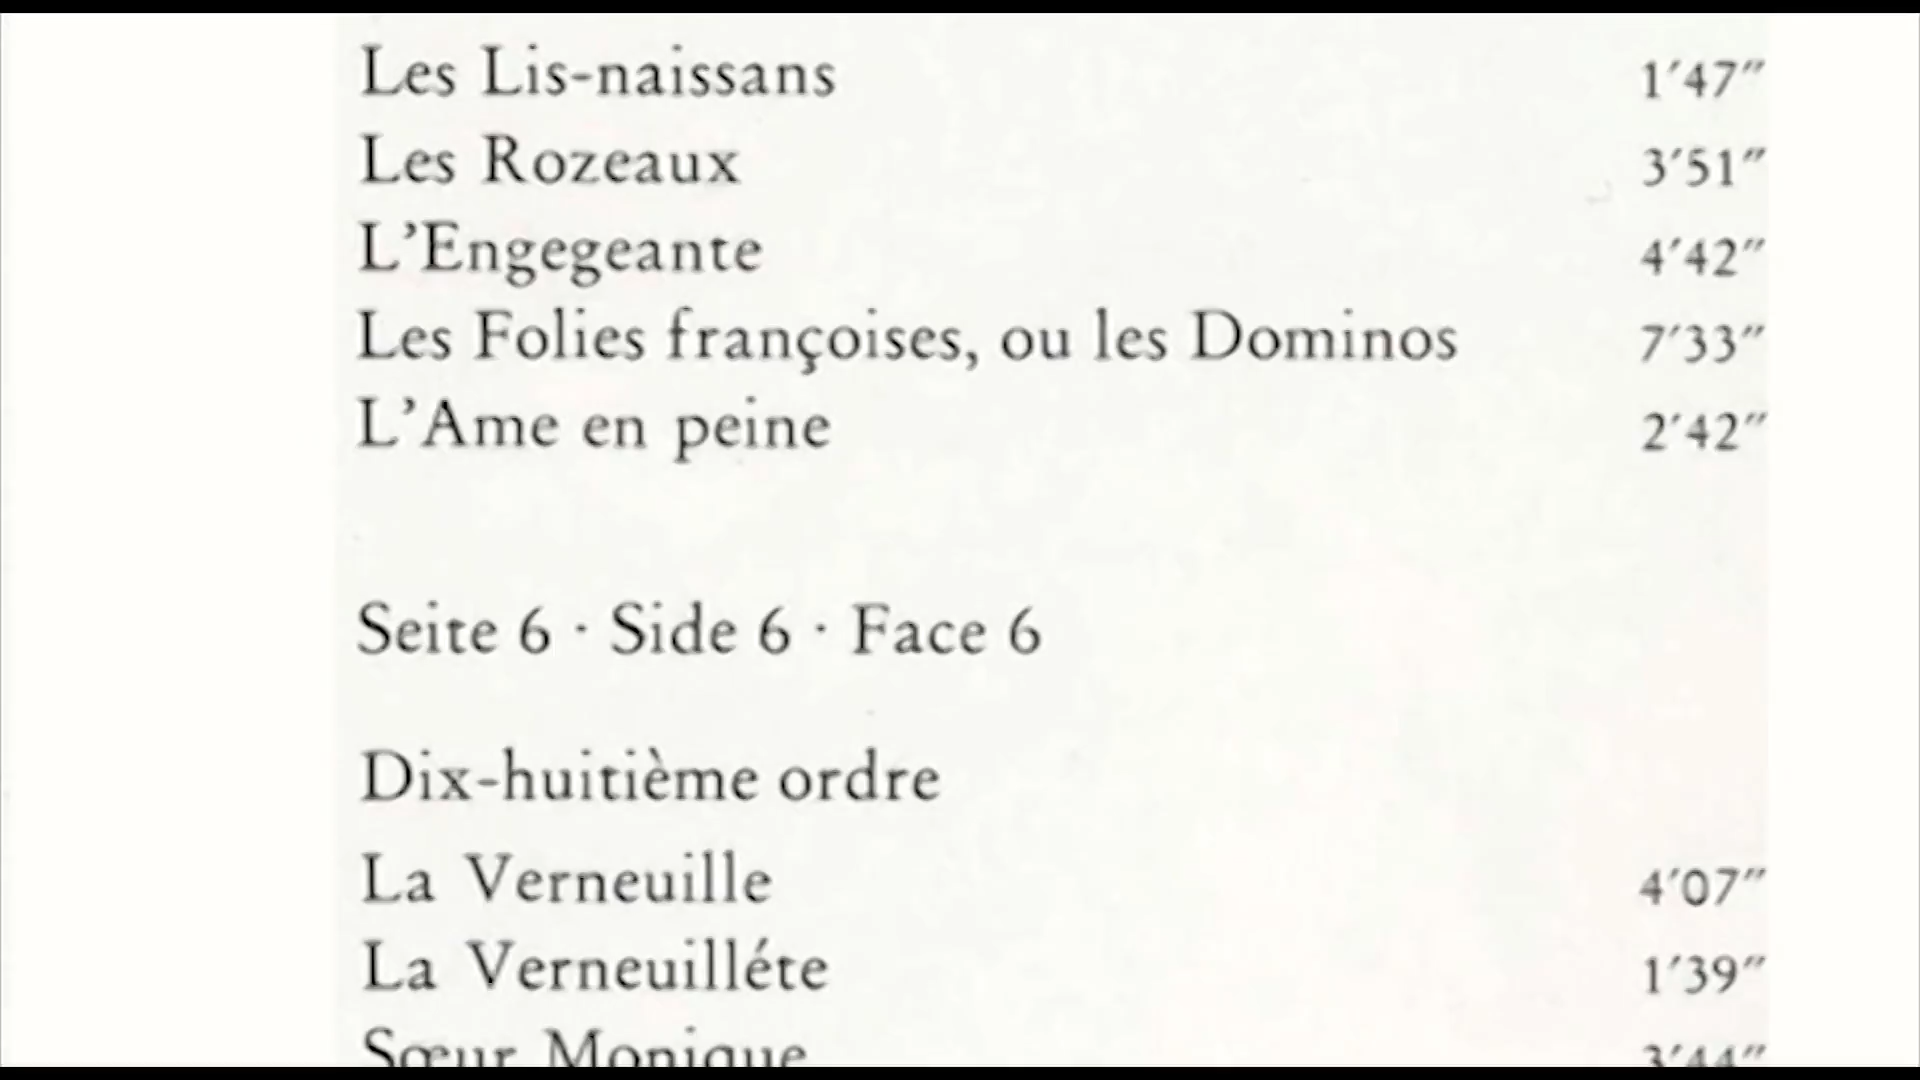 Les Lis-naissans 1′47″
Les Rozeaux 3′51″
L’Engegeante 4′42″
Les Folies françoises, ou les Dominos 7′33″
L’Ame en peine 2′42″
Seite 6 · Side 6 · Face 6
Dix-huitième ordre
La Verneuille 4′07″
La Verneuilléte 1′39″
Sœur Monique 3′44″